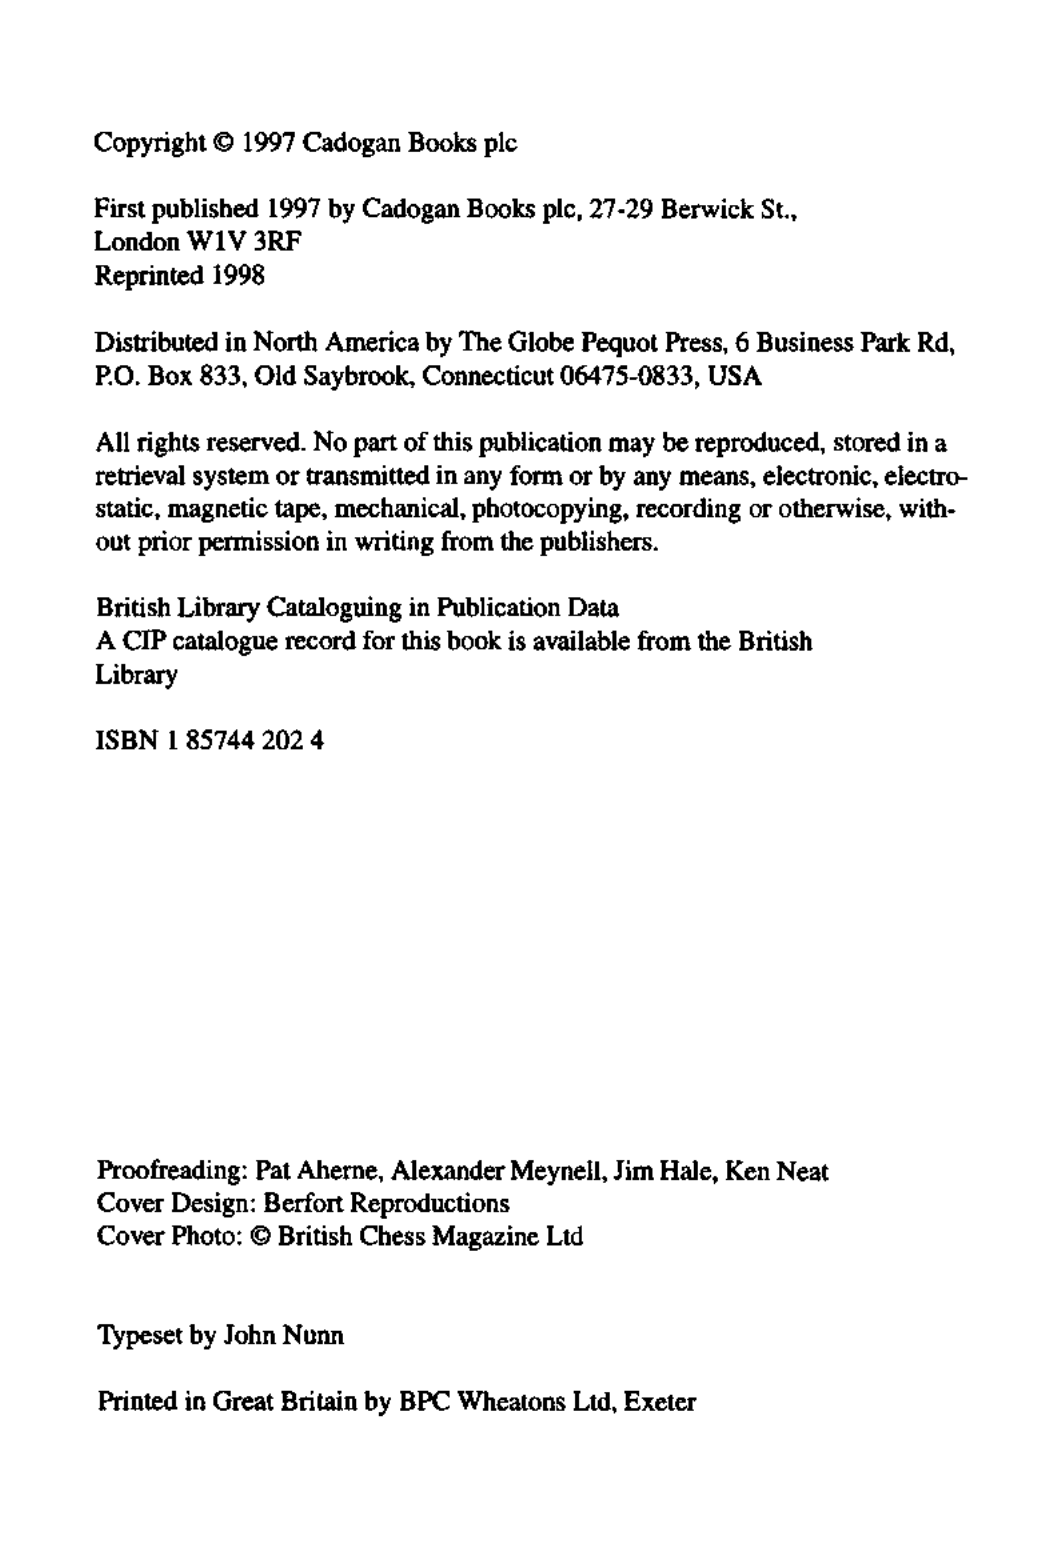 Copyright © 1997 Cadogan Books plc
First published 1997 by Cadogan Books plc, 27-29 Berwick St.,
London W1V 3RF
Reprinted 1998
Distributed in North America by The Globe Pequot Press, 6 Business Park Rd,
P.O. Box 833, Old Saybrook, Connecticut 06475-0833, USA
All rights reserved. No part of this publication may be reproduced, stored in a
retrieval system or transmitted in any form or by any means, electronic, electro-
static, magnetic tape, mechanical, photocopying, recording or otherwise, with-
out prior permission in writing from the publishers.
British Library Cataloguing in Publication Data
A CIP catalogue record for this book is available from the British
Library
ISBN 1 85744 202 4
Proofreading: Pat Aherne, Alexander Meynell, Jim Hale, Ken Neat
Cover Design: Berfort Reproductions
Cover Photo: © British Chess Magazine Ltd
Typeset by John Nunn
Printed in Great Britain by BPC Wheatons Ltd, Exeter